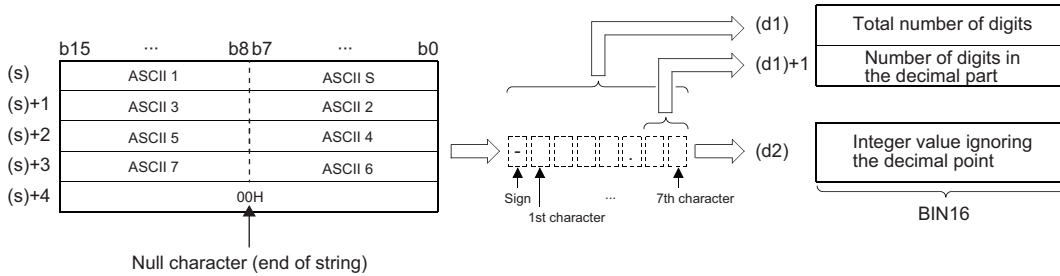 b15 ... b8 b7 ... b0
(s) ASCII 1 ASCII S
(s)+1 ASCII 3 ASCII 2
(s)+2 ASCII 5 ASCII 4
(s)+3 ASCII 7 ASCII 6
(s)+4 00H
Null character (end of string)
- .
Sign
1st character
...
7th character
(d1) Total number of digits
(d1)+1 Number of digits in
the decimal part
(d2) Integer value ignoring
the decimal point
BIN16